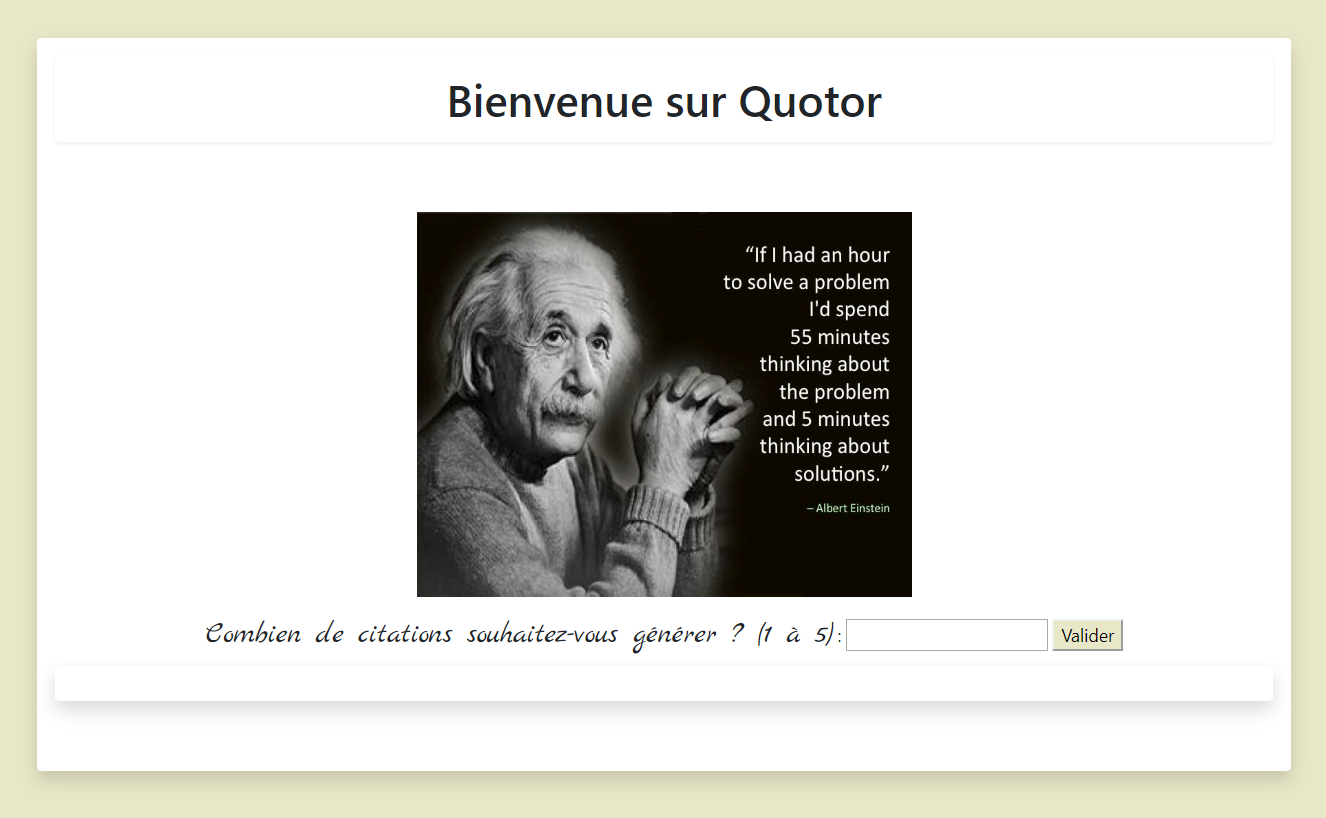 Bienvenue sur Quotor
“If I had an hour
to solve a problem
I'd spend
55 minutes
thinking about
the problem
and 5 minutes
thinking about
solutions.”
– Albert Einstein
Combien de citations souhaitez-vous générer ? (1 à 5) : Valider